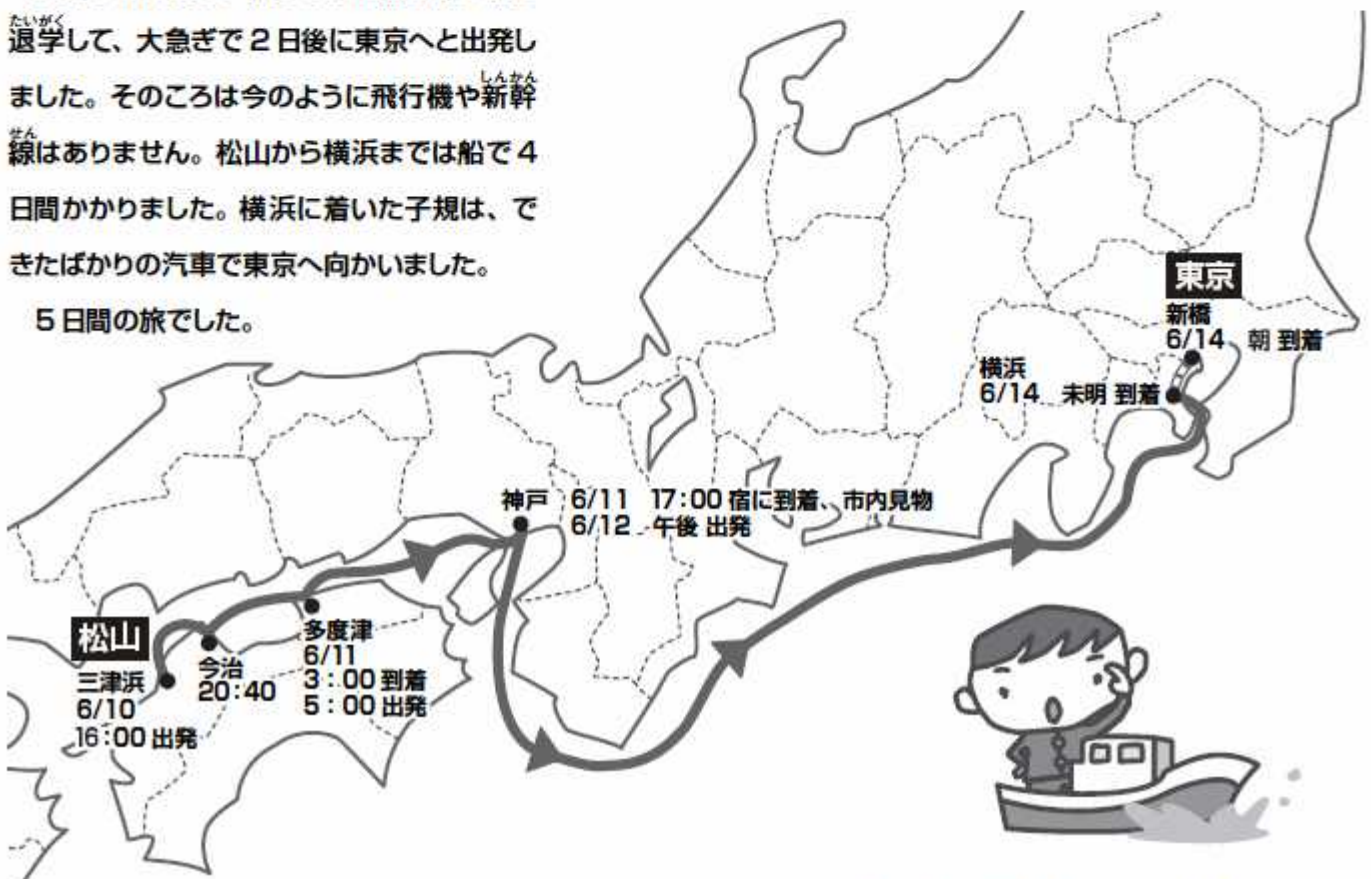 退学して、大急ぎで2日後に東京へと出発し
ました。そのころは今のように飛行機や新幹
線はありません。松山から横浜までは船で4
日間かかりました。横浜に着いた子規は、で
きたばかりの汽車で東京へ向かいました。
5日間の旅でした。
東京
新橋
6/14 朝 到着
横浜
6/14 未明 到着
神戸 6/11 17:00 宿に到着、市内見物
6/12 午後 出発
松山
三津浜
6/10
16:00 出発
今治
20:40
多度津
6/11
3:00 到着
5:00 出発